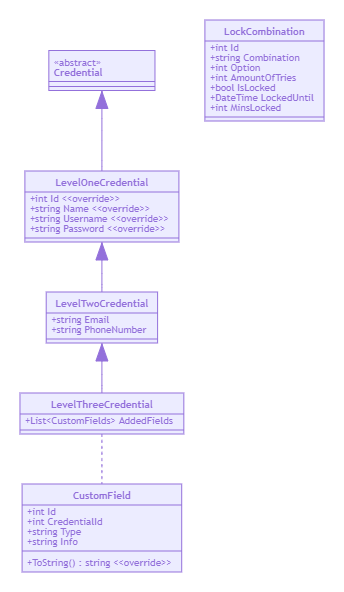 «abstract»
Credential
LockCombination
+int Id
+string Combination
+int Option
+int AmountOfTries
+bool IsLocked
+DateTime LockedUntil
+int MinsLocked
LevelOneCredential
+int Id <<override>>
+string Name <<override>>
+string Username <<override>>
+string Password <<override>>
LevelTwoCredential
+string Email
+string PhoneNumber
LevelThreeCredential
+List<CustomFields> AddedFields
CustomField
+int Id
+int CredentialId
+string Type
+string Info
+ToString() : string <<override>>